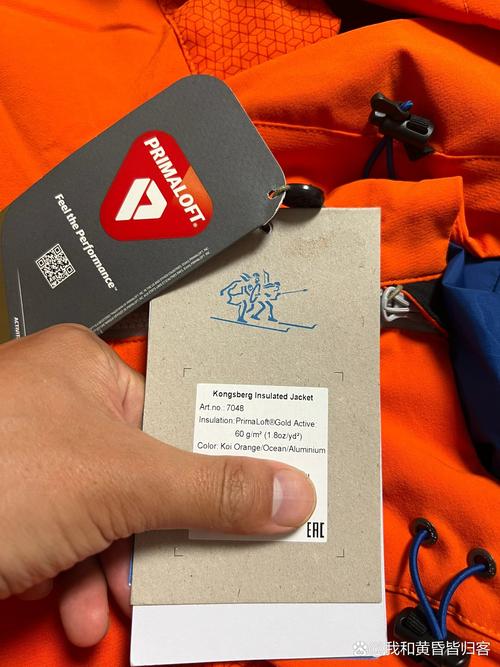 PRIMALOFT®
Feel the Performance™
Kongsberg Insulated Jacket
Art.no.: 7048
Insulation:PrimaLoft®Gold Active
60 g/m² (1.8oz/yd²)
Color: Koi Orange/Ocean/Aluminium
EAC
@我和黄昏皆归客